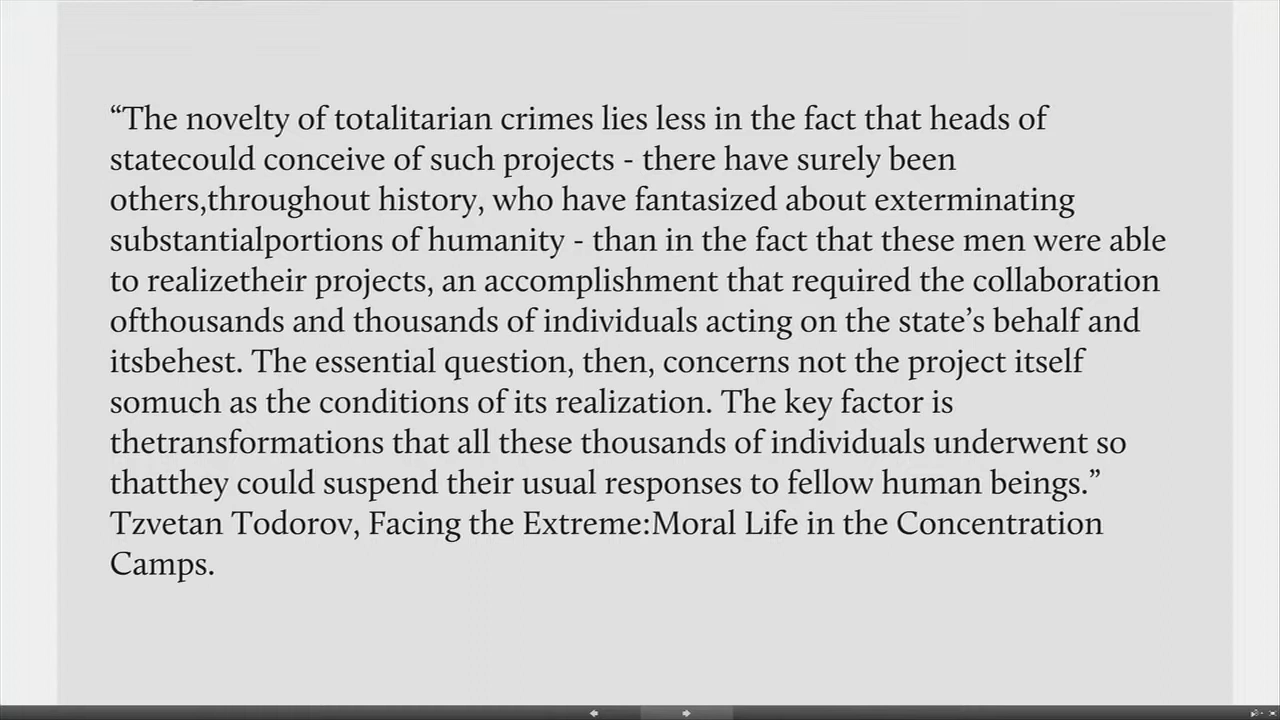 “The novelty of totalitarian crimes lies less in the fact that heads of
statecould conceive of such projects - there have surely been
others,throughout history, who have fantasized about exterminating
substantialportions of humanity - than in the fact that these men were able
to realizetheir projects, an accomplishment that required the collaboration
ofthousands and thousands of individuals acting on the state’s behalf and
itsbehest. The essential question, then, concerns not the project itself
somuch as the conditions of its realization. The key factor is
thetransformations that all these thousands of individuals underwent so
thatthey could suspend their usual responses to fellow human beings.”
Tzvetan Todorov, Facing the Extreme:Moral Life in the Concentration
Camps.